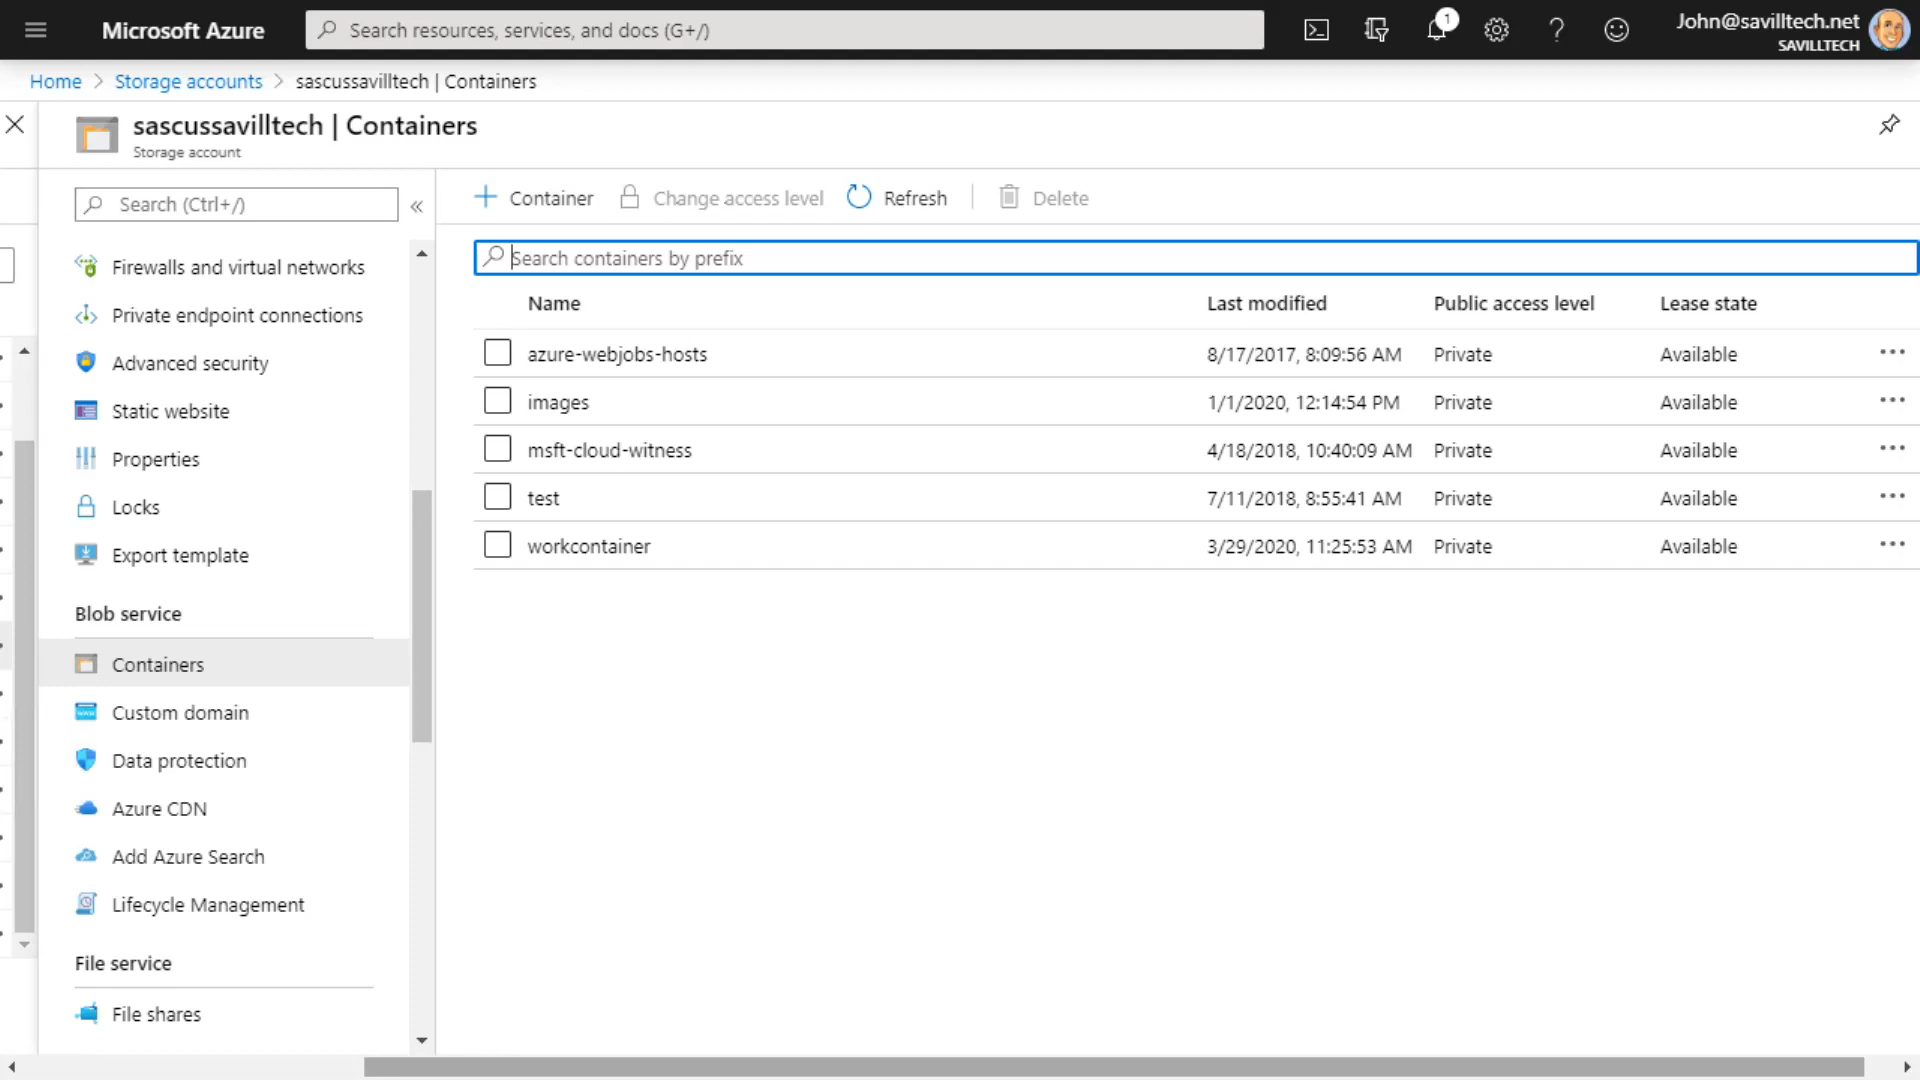 Microsoft Azure
Search resources, services, and docs (G+/)
1
John@savilltech.net
SAVILLTECH
Home > Storage accounts > sascussavilltech | Containers
sascussavilltech | Containers
Storage account
Search (Ctrl+/)
«
Firewalls and virtual networks
Private endpoint connections
Advanced security
Static website
Properties
Locks
Export template
Blob service
Containers
Custom domain
Data protection
Azure CDN
Add Azure Search
Lifecycle Management
File service
File shares
Container Change access level Refresh Delete
Search containers by prefix
Name Last modified Public access level Lease state
azure-webjobs-hosts 8/17/2017, 8:09:56 AM Private Available
images 1/1/2020, 12:14:54 PM Private Available
msft-cloud-witness 4/18/2018, 10:40:09 AM Private Available
test 7/11/2018, 8:55:41 AM Private Available
workcontainer 3/29/2020, 11:25:53 AM Private Available